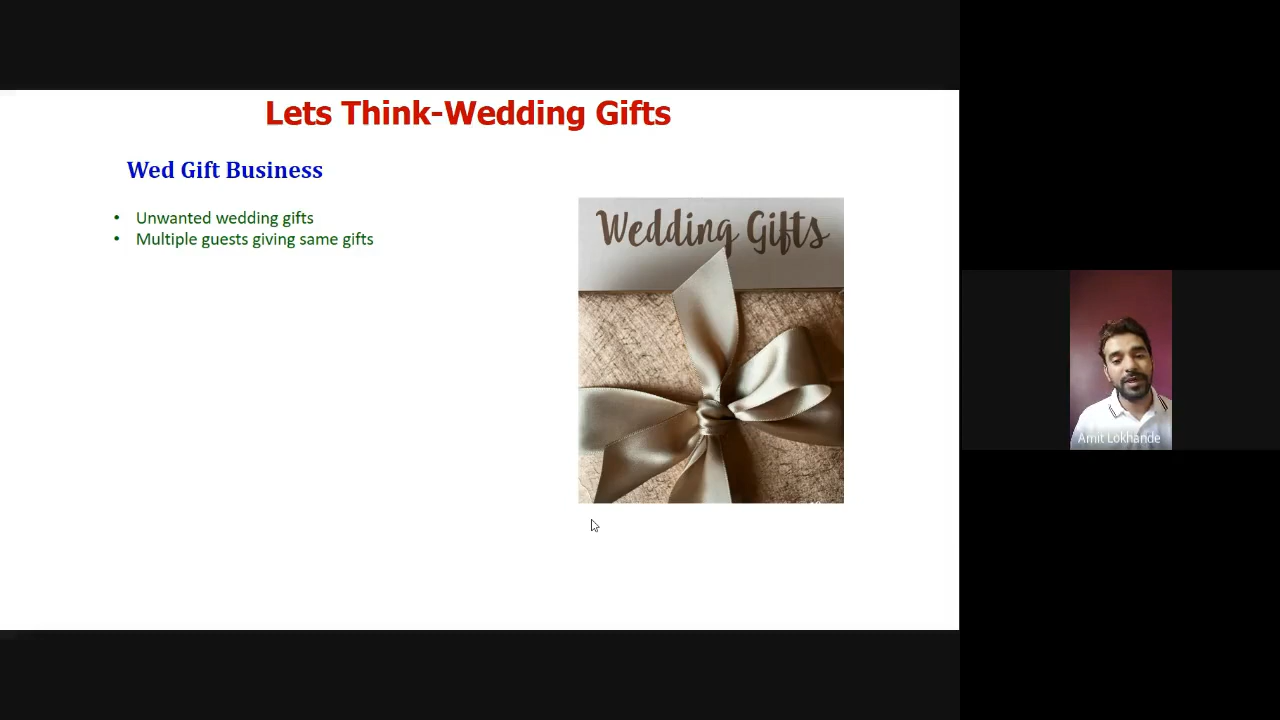 Lets Think-Wedding Gifts
Wed Gift Business
• Unwanted wedding gifts
• Multiple guests giving same gifts
Wedding Gifts
Amit Lokhande